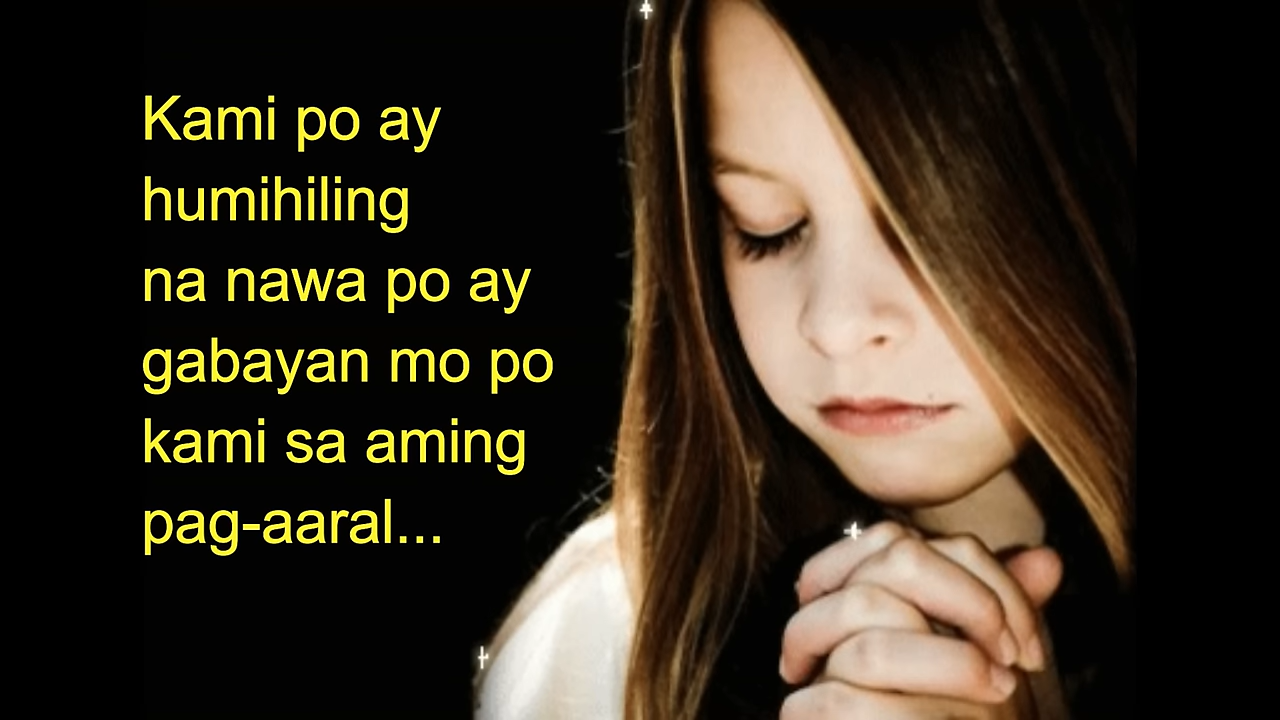 Kami po ay
humihiling
na nawa po ay
gabayan mo po
kami sa aming
pag-aaral...